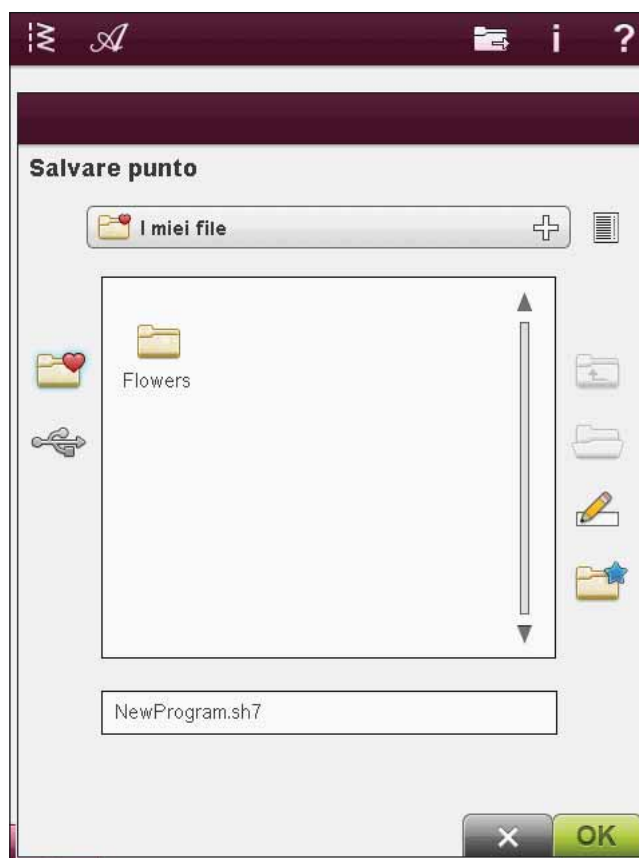 i ?
Salvare punto
I miei file
Flowers
NewProgram.sh7
OK